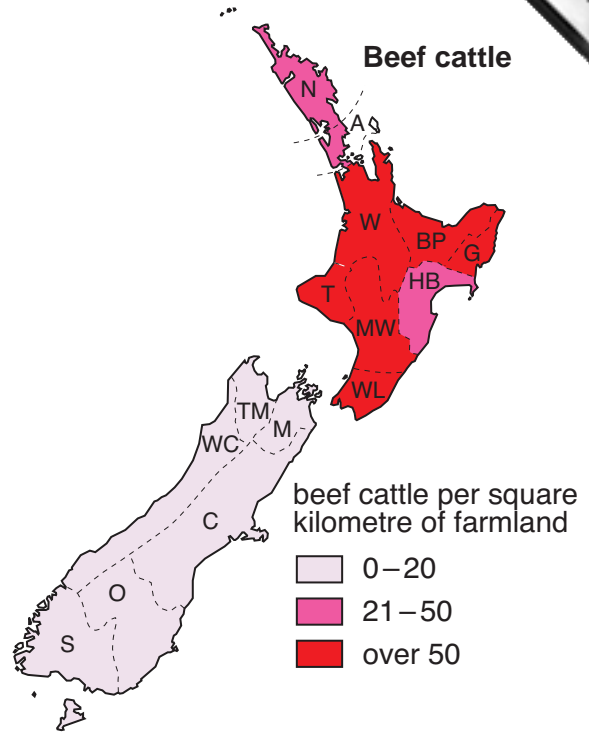 Beef cattle
N
A
W
BP
G
HB
T
MW
WL
TM
M
WC
C
O
S
beef cattle per square
kilometre of farmland
0–20
21–50
over 50